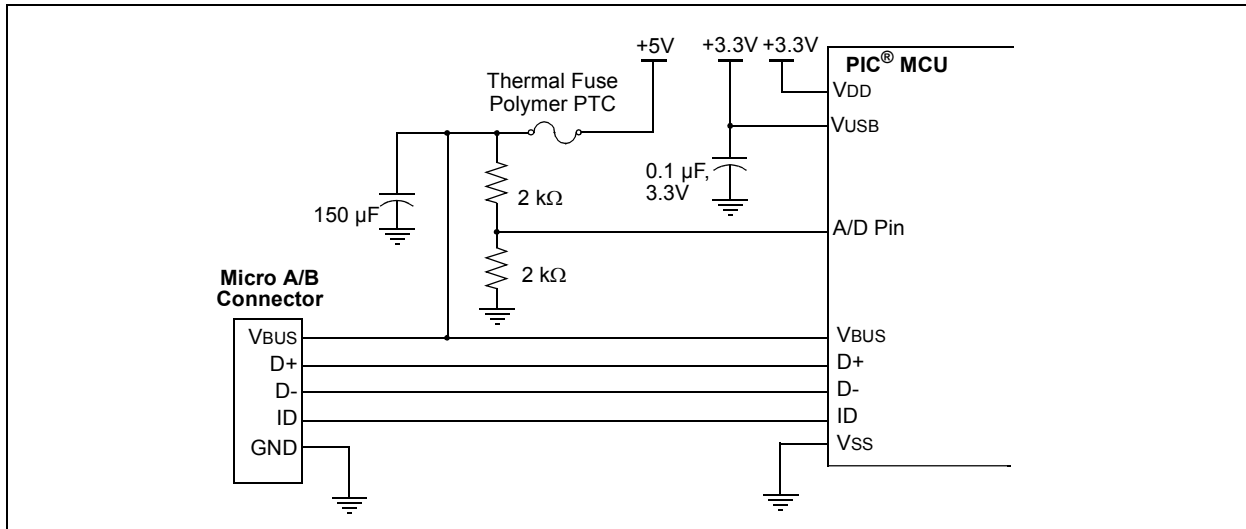 +5V
+3.3V
+3.3V
PIC® MCU
Thermal Fuse
Polymer PTC
VDD
VUSB
0.1 µF,
3.3V
2 kΩ
150 µF
A/D Pin
2 kΩ
Micro A/B
Connector
VBUS
D+
D-
ID
GND
VBUS
D+
D-
ID
VSS